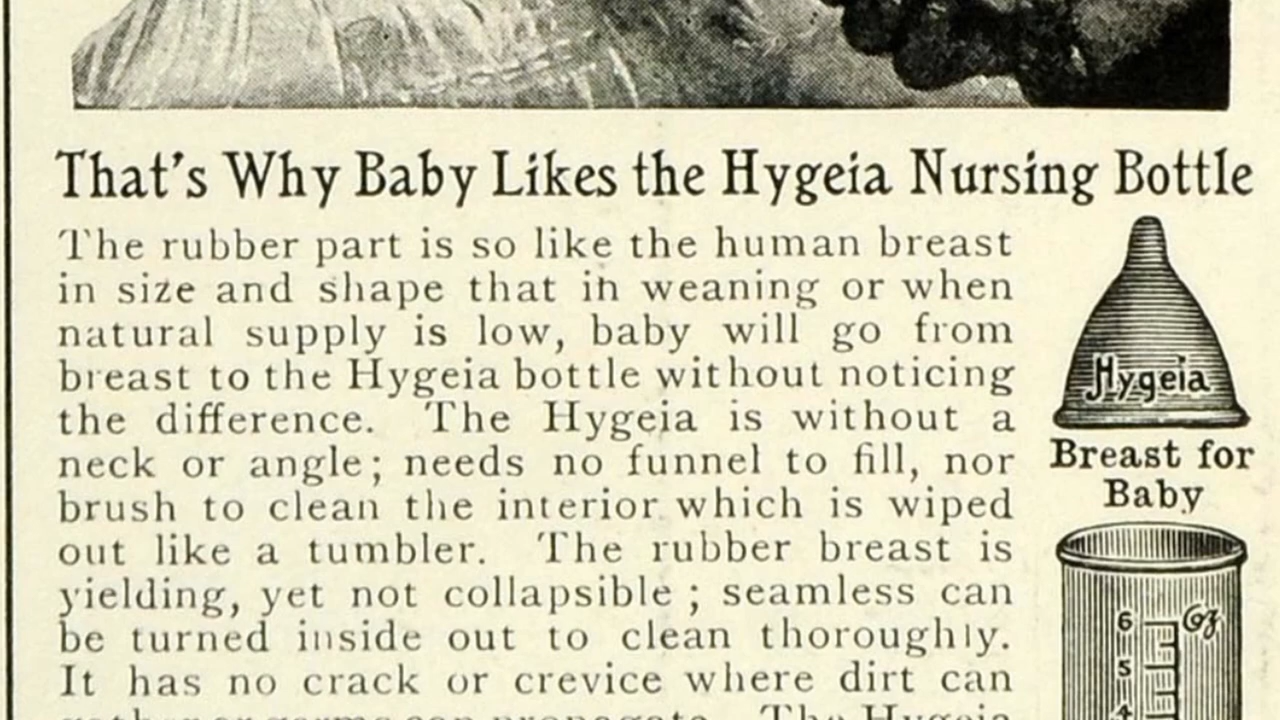 That's Why Baby Likes the Hygeia Nursing Bottle
The rubber part is so like the human breast
in size and shape that in weaning or when
natural supply is low, baby will go from
breast to the Hygeia bottle without noticing
the difference. The Hygeia is without a
neck or angle; needs no funnel to fill, nor
brush to clean the interior which is wiped
out like a tumbler. The rubber breast is
yielding, yet not collapsible; seamless can
be turned inside out to clean thoroughly.
It has no crack or crevice where dirt can
Hygeia
Breast for
Baby
6 Oz
5
4